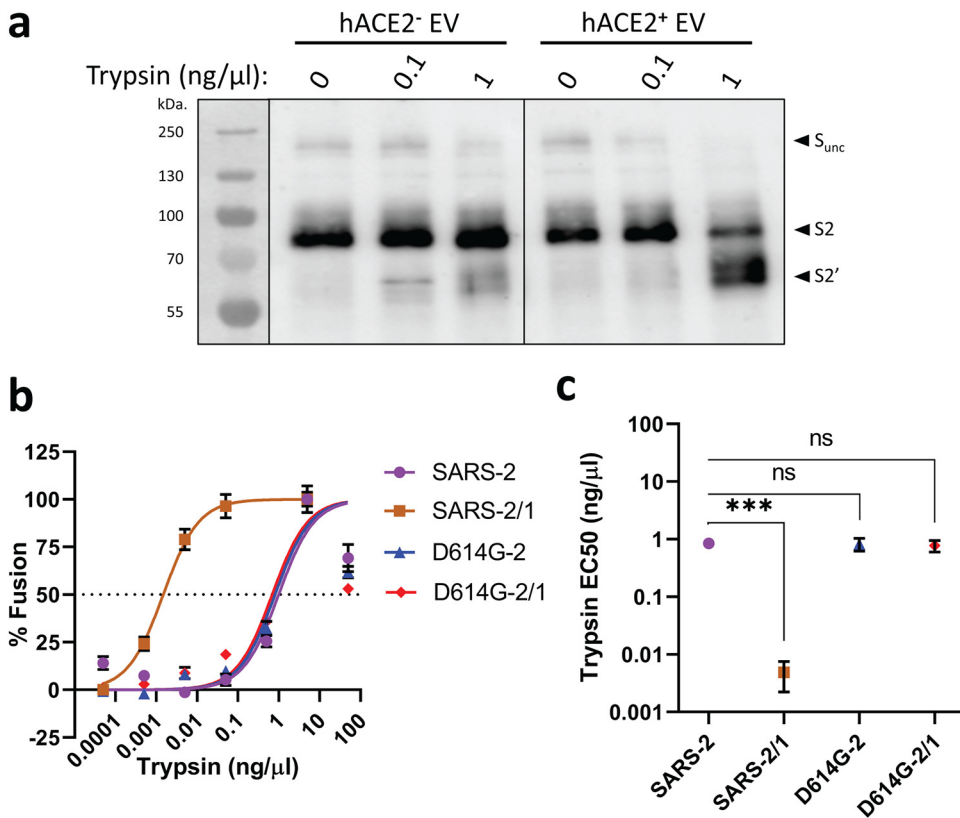 a
hACE2⁻ EV hACE2⁺ EV
Trypsin (ng/µl): 0 0.1 1 0 0.1 1
kDa.
250
130
100
70
55
◄ Sunc
◄ S2
◄ S2'
b
% Fusion
125
100
75
50
25
0
-25
0.0001 0.001 0.01 0.1 1 10 100
Trypsin (ng/µl)
SARS-2
SARS-2/1
D614G-2
D614G-2/1
c
Trypsin EC50 (ng/µl)
100
10
1
0.1
0.01
0.001
ns
ns
***
SARS-2 SARS-2/1 D614G-2 D614G-2/1